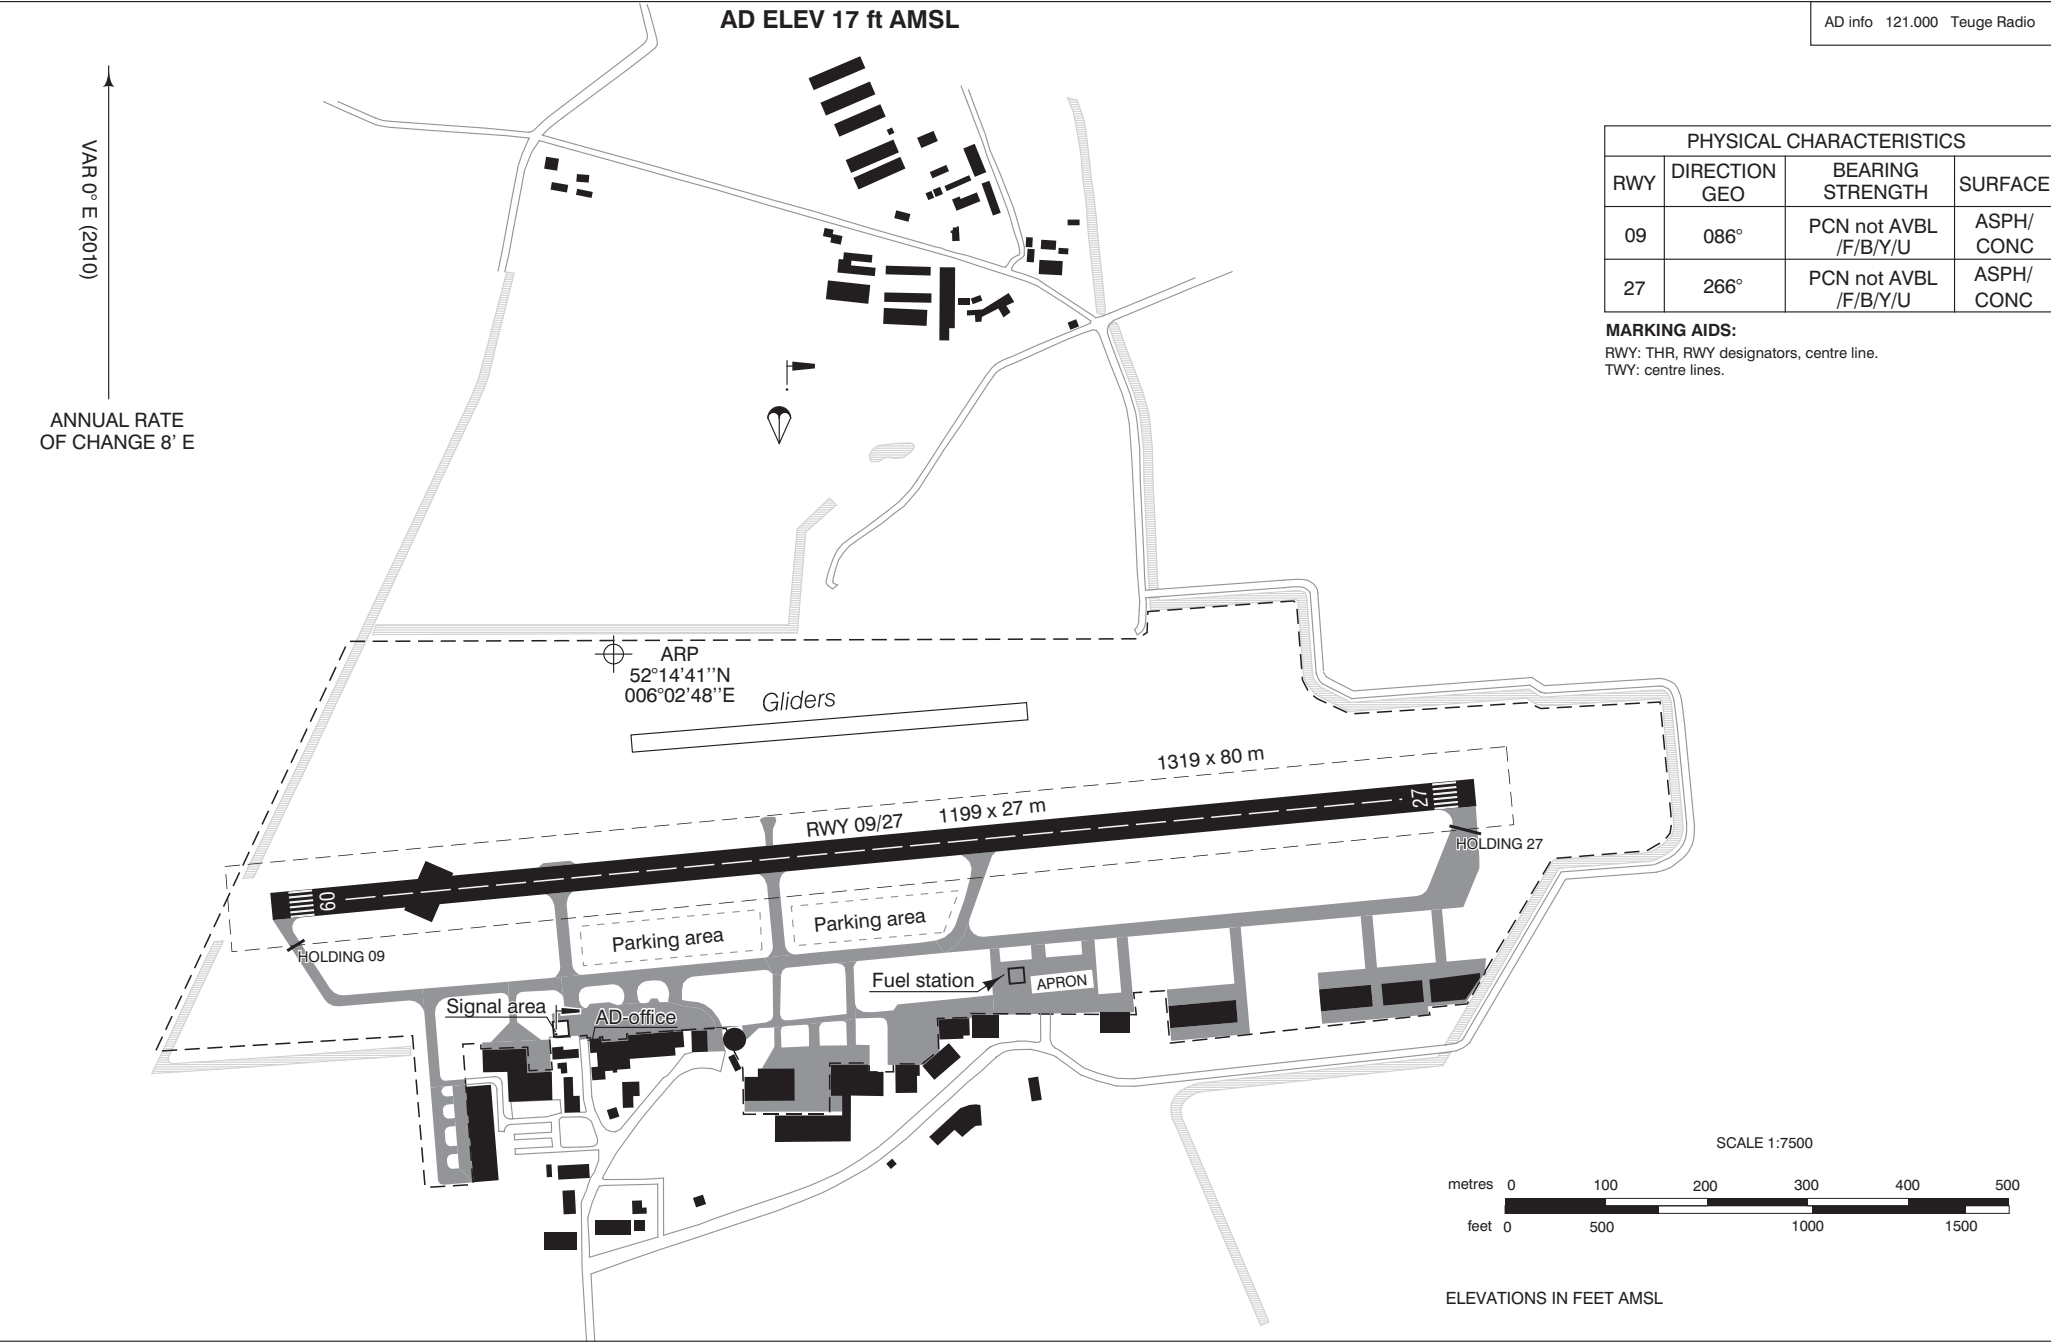 AD ELEV 17 ft AMSL
AD info 121.000 Teuge Radio
VAR 0° E (2010)
ANNUAL RATE
OF CHANGE 8' E
PHYSICAL CHARACTERISTICS
RWY
DIRECTION
GEO
BEARING
STRENGTH
SURFACE
09
086°
PCN not AVBL
/F/B/Y/U
ASPH/
CONC
27
266°
PCN not AVBL
/F/B/Y/U
ASPH/
CONC
MARKING AIDS:
RWY: THR, RWY designators, centre line.
TWY: centre lines.
ARP
52°14'41''N
006°02'48''E
Gliders
1319 x 80 m
RWY 09/27
1199 x 27 m
27
09
HOLDING 27
HOLDING 09
Parking area
Parking area
Fuel station
APRON
Signal area
AD-office
SCALE 1:7500
metres 0 100 200 300 400 500
feet 0 500 1000 1500
ELEVATIONS IN FEET AMSL